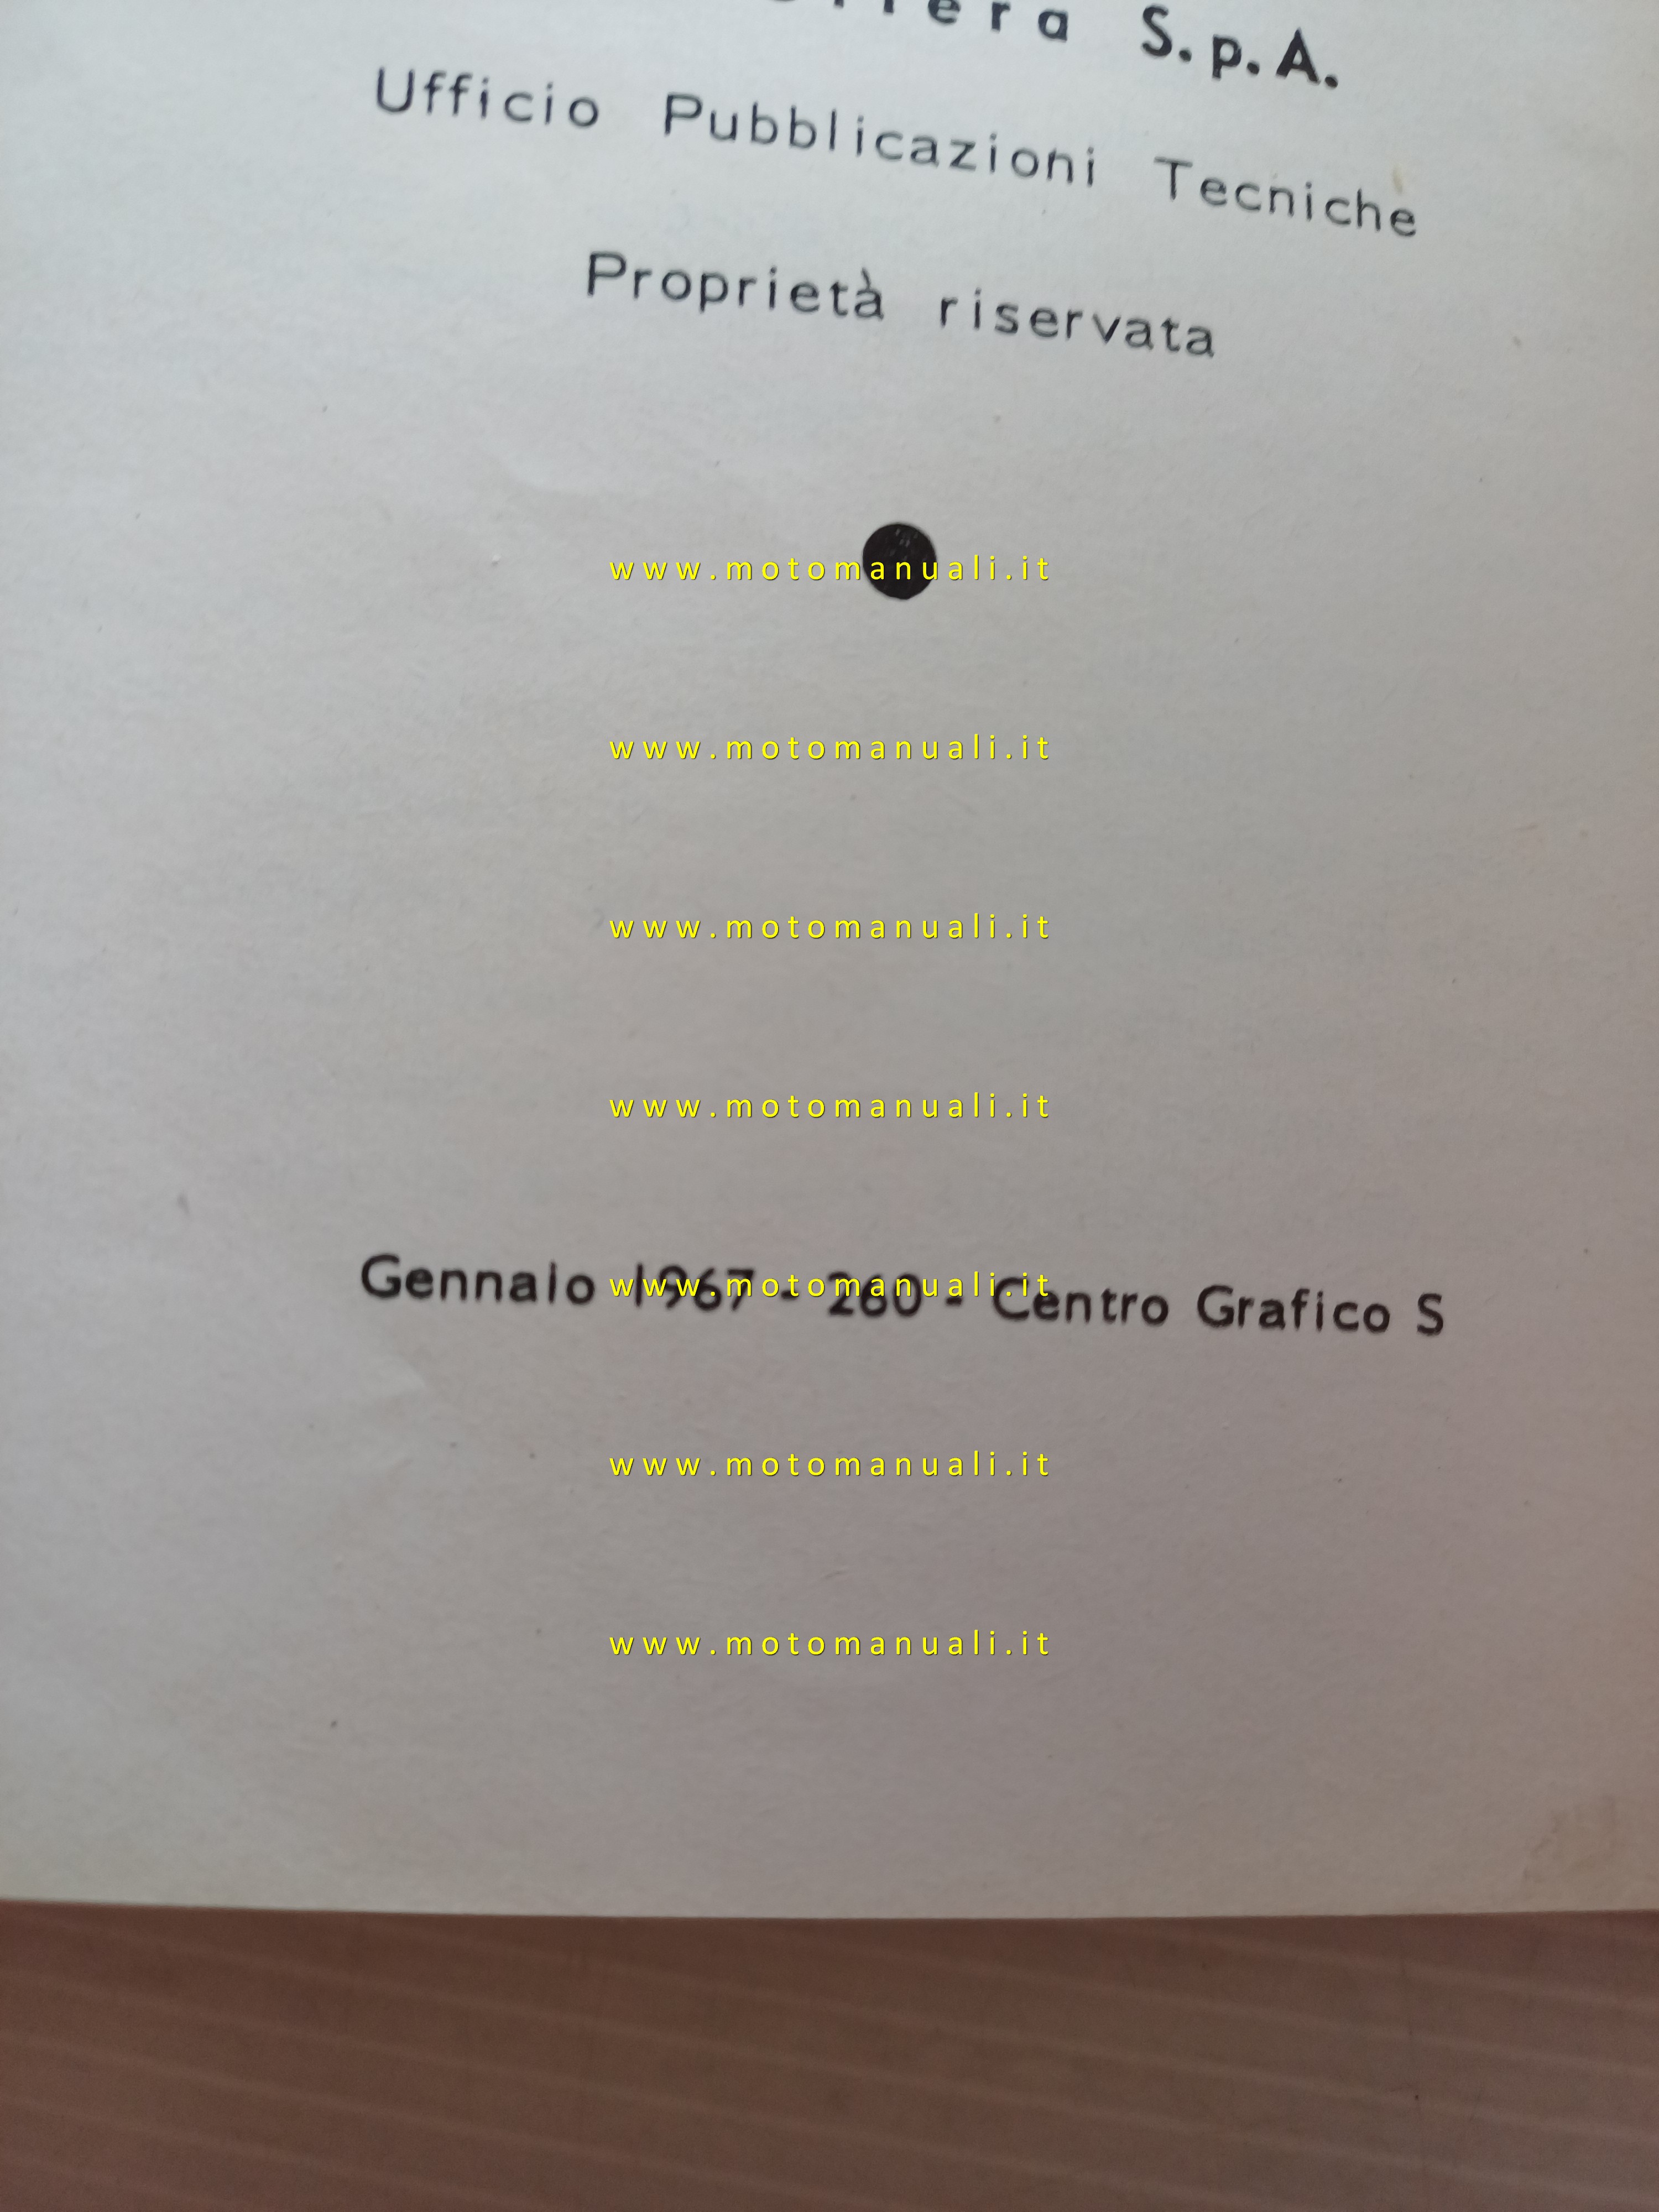 S.p.A.
Ufficio Pubblicazioni Tecniche
Proprietà riservata
www.motomanuali.it
www.motomanuali.it
www.motomanuali.it
www.motomanuali.it
Gennaio 1967 - 260 - Centro Grafico S
www.motomanuali.it
www.motomanuali.it
www.motomanuali.it